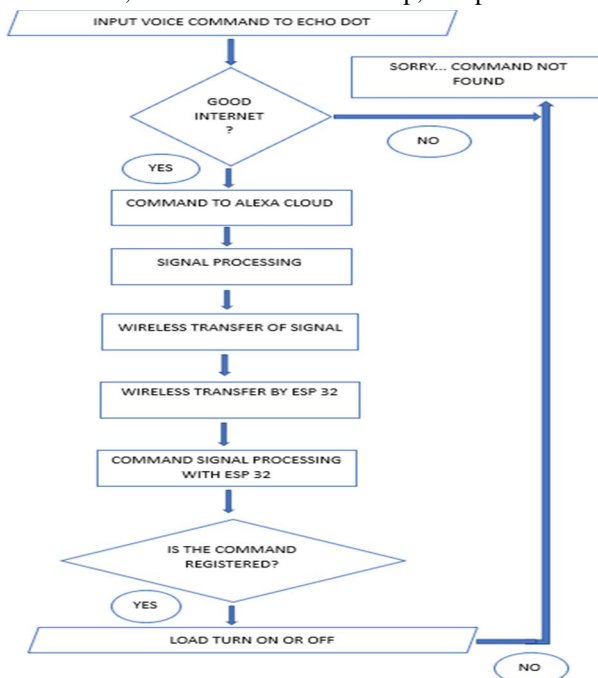 INPUT VOICE COMMAND TO ECHO DOT
SORRY... COMMAND NOT
FOUND
GOOD
INTERNET
?
NO
YES
COMMAND TO ALEXA CLOUD
SIGNAL PROCESSING
WIRELESS TRANSFER OF SIGNAL
WIRELESS TRANSFER BY ESP 32
COMMAND SIGNAL PROCESSING
WITH ESP 32
IS THE COMMAND
REGISTERED?
YES
LOAD TURN ON OR OFF
NO